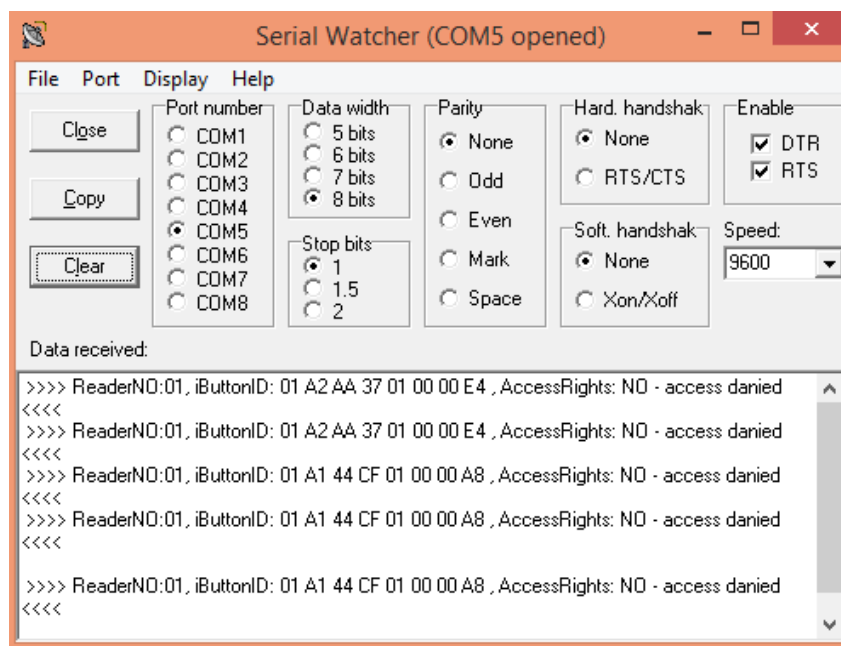 Serial Watcher (COM5 opened)
File Port Display Help
Close
Copy
Clear
Port number
COM1
COM2
COM3
COM4
COM5
COM6
COM7
COM8
Data width
5 bits
6 bits
7 bits
8 bits
Stop bits
1
1.5
2
Parity
None
Odd
Even
Mark
Space
Hard. handshak
None
RTS/CTS
Soft. handshak
None
Xon/Xoff
Enable
DTR
RTS
Speed:
9600
Data received:
>>>> ReaderNO:01, iButtonID: 01 A2 AA 37 01 00 00 E4 , AccessRights: NO - access danied
<<<<
>>>> ReaderNO:01, iButtonID: 01 A2 AA 37 01 00 00 E4 , AccessRights: NO - access danied
<<<<
>>>> ReaderNO:01, iButtonID: 01 A1 44 CF 01 00 00 A8 , AccessRights: NO - access danied
<<<<
>>>> ReaderNO:01, iButtonID: 01 A1 44 CF 01 00 00 A8 , AccessRights: NO - access danied
<<<<
>>>> ReaderNO:01, iButtonID: 01 A1 44 CF 01 00 00 A8 , AccessRights: NO - access danied
<<<<